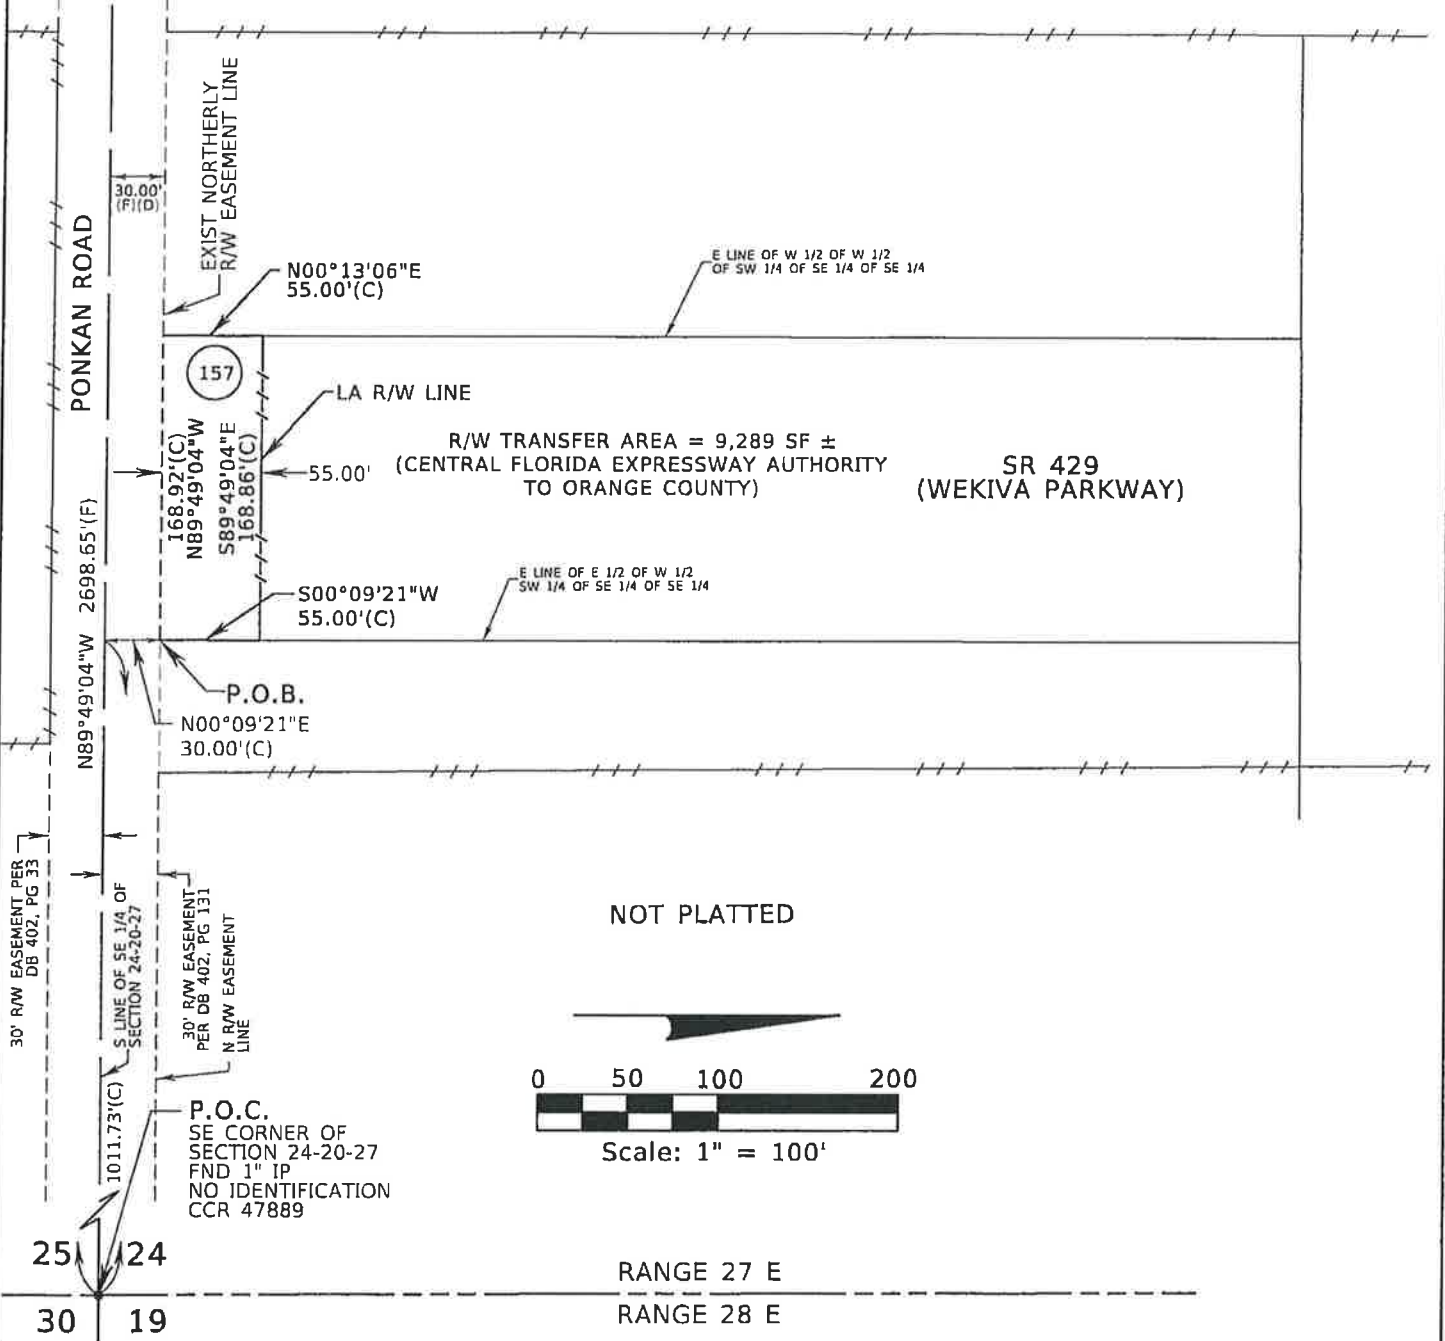 EXIST NORTHERLY
R/W EASEMENT LINE
30.00'
(F)(D)
PONKAN ROAD
N00°13'06"E
55.00'(C)
E LINE OF W 1/2 OF W 1/2
OF SW 1/4 OF SE 1/4 OF SE 1/4
157
LA R/W LINE
168.92'(C)
N89°49'04"W
S89°49'04"E
168.86'(C)
55.00'
R/W TRANSFER AREA = 9,289 SF ±
(CENTRAL FLORIDA EXPRESSWAY AUTHORITY
TO ORANGE COUNTY)
SR 429
(WEKIVA PARKWAY)
N89°49'04"W 2698.65'(F)
E LINE OF E 1/2 OF W 1/2
SW 1/4 OF SE 1/4 OF SE 1/4
S00°09'21"W
55.00'(C)
P.O.B.
N00°09'21"E
30.00'(C)
30' R/W EASEMENT PER
DB 402, PG 33
S LINE OF SE 1/4 OF
SECTION 24-20-27
30' R/W EASEMENT
PER DB 402, PG 131
N R/W EASEMENT
LINE
NOT PLATTED
0 50 100 200
Scale: 1" = 100'
1011.73'(C)
P.O.C.
SE CORNER OF
SECTION 24-20-27
FND 1" IP
NO IDENTIFICATION
CCR 47889
25 24
30 19
RANGE 27 E
RANGE 28 E